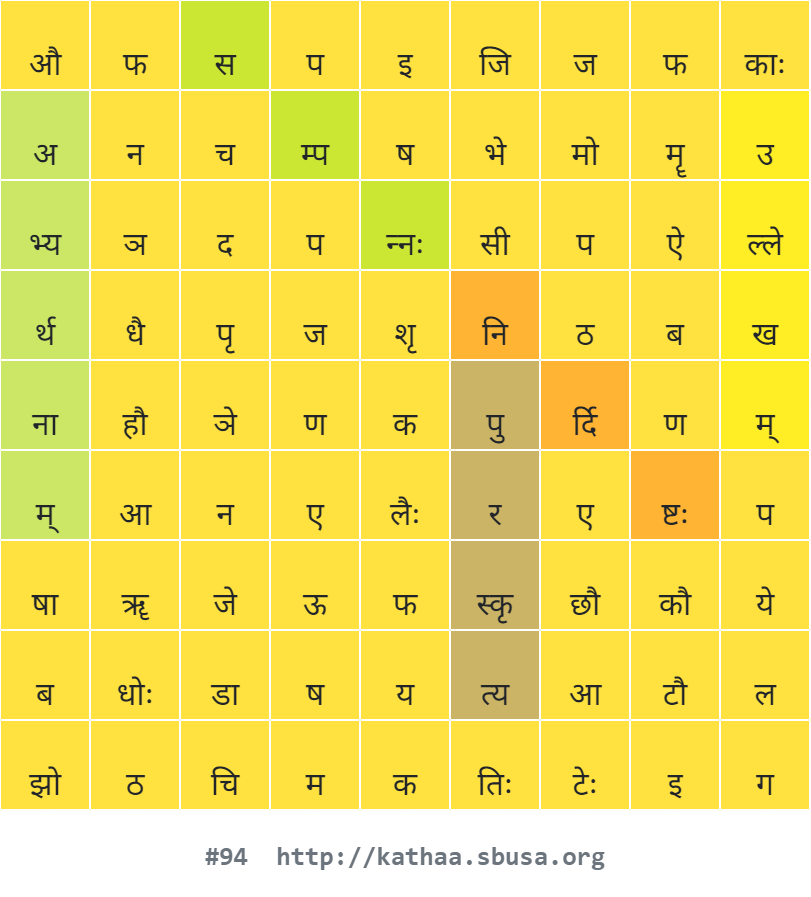 औ फ स प इ जि ज फ काः
अ न च म्प ष भे मो मॄ उ
भ्य ञ द प न्नः सी प ऐ ल्ले
र्थ धै पृ ज शृ नि ठ ब ख
ना हौ ञे ण क पु र्दि ण म्
म् आ न ए लैः र ए ष्टः प
षा ॠ जे ऊ फ स्कृ छौ कौ ये
ब धोः डा ष य त्य आ टौ ल
झो ठ चि म क तिः टेः इ ग
#94 http://kathaa.sbusa.org